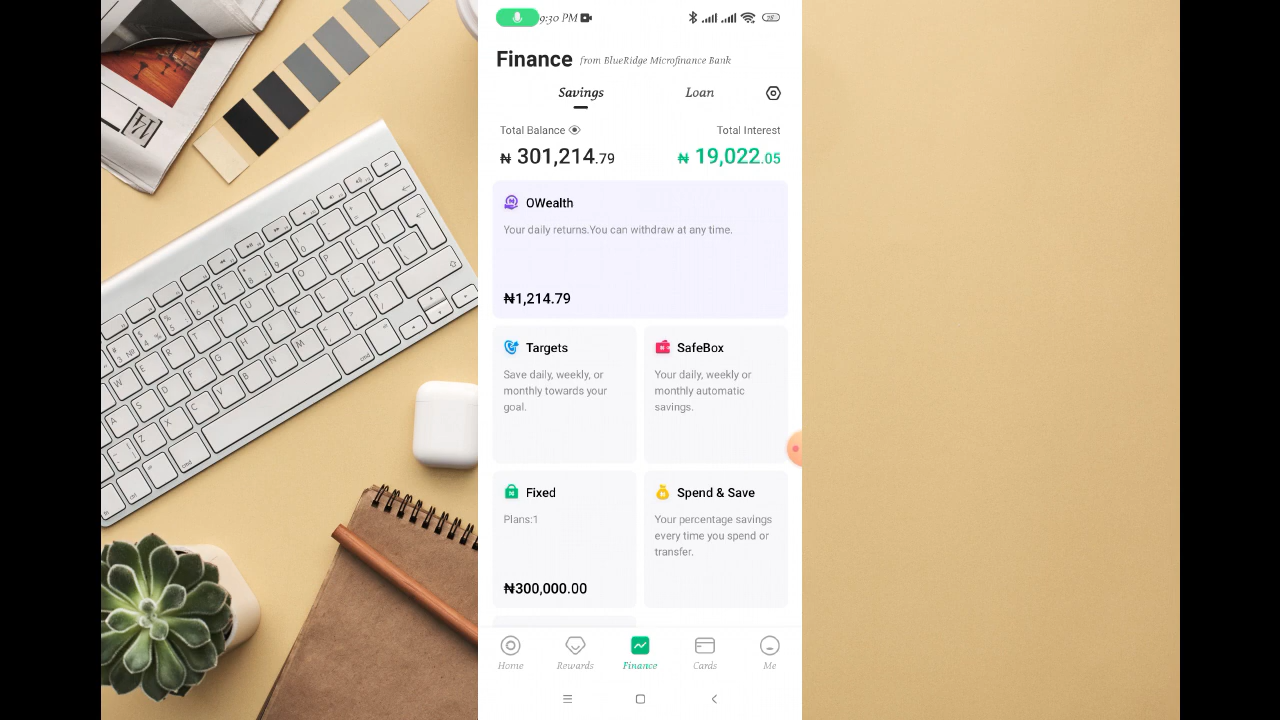 9:30 PM
Finance from BlueRidge Microfinance Bank
Savings Loan
Total Balance Total Interest
₦ 301,214.79 ₦ 19,022.05
OWealth
Your daily returns.You can withdraw at any time.
₦1,214.79
Targets
Save daily, weekly, or
monthly towards your
goal.
SafeBox
Your daily, weekly or
monthly automatic
savings.
Fixed
Plans:1
₦300,000.00
Spend & Save
Your percentage savings
every time you spend or
transfer.
Home Rewards Finance Cards Me